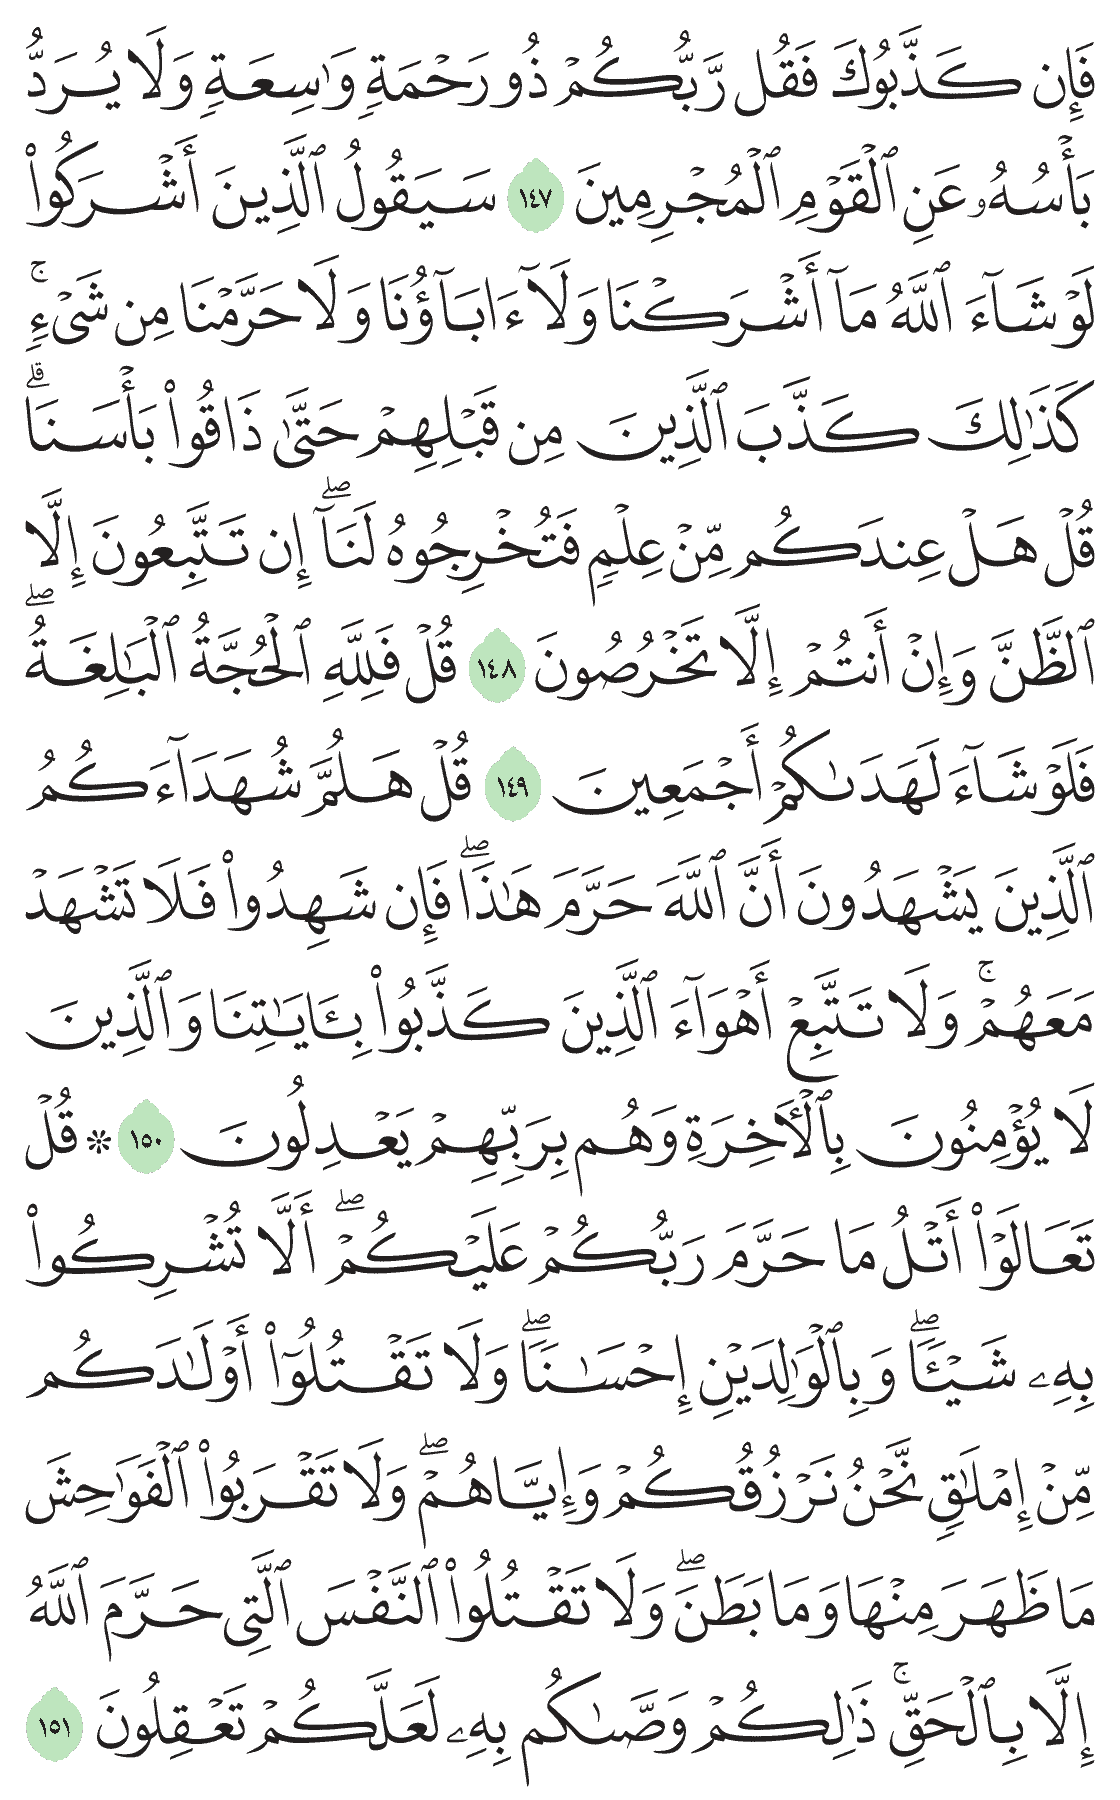 فَإِن كَذَّبُوكَ فَقُل رَّبُّكُمْ ذُو رَحْمَةٍ وَٰسِعَةٍ وَلَا يُرَدُّ
بَأْسُهُۥ عَنِ ٱلْقَوْمِ ٱلْمُجْرِمِينَ ١٤٧ سَيَقُولُ ٱلَّذِينَ أَشْرَكُوا۟
لَوْ شَآءَ ٱللَّهُ مَآ أَشْرَكْنَا وَلَآ ءَابَآؤُنَا وَلَا حَرَّمْنَا مِن شَىْءٍۚ
كَذَٰلِكَ كَذَّبَ ٱلَّذِينَ مِن قَبْلِهِمْ حَتَّىٰ ذَاقُوا۟ بَأْسَنَاۗ
قُلْ هَلْ عِندَكُم مِّنْ عِلْمٍ فَتُخْرِجُوهُ لَنَآۖ إِن تَتَّبِعُونَ إِلَّا
ٱلظَّنَّ وَإِنْ أَنتُمْ إِلَّا تَخْرُصُونَ ١٤٨ قُلْ فَلِلَّهِ ٱلْحُجَّةُ ٱلْبَٰلِغَةُۖ
فَلَوْ شَآءَ لَهَدَىٰكُمْ أَجْمَعِينَ ١٤٩ قُلْ هَلُمَّ شُهَدَآءَكُمُ
ٱلَّذِينَ يَشْهَدُونَ أَنَّ ٱللَّهَ حَرَّمَ هَٰذَاۖ فَإِن شَهِدُوا۟ فَلَا تَشْهَدْ
مَعَهُمْۚ وَلَا تَتَّبِعْ أَهْوَآءَ ٱلَّذِينَ كَذَّبُوا۟ بِـَٔايَٰتِنَا وَٱلَّذِينَ
لَا يُؤْمِنُونَ بِٱلْـَٔاخِرَةِ وَهُم بِرَبِّهِمْ يَعْدِلُونَ ١٥٠ ۞ قُلْ
تَعَالَوْا۟ أَتْلُ مَا حَرَّمَ رَبُّكُمْ عَلَيْكُمْۖ أَلَّا تُشْرِكُوا۟
بِهِۦ شَيْـًٔاۖ وَبِٱلْوَٰلِدَيْنِ إِحْسَٰنًاۖ وَلَا تَقْتُلُوٓا۟ أَوْلَٰدَكُم
مِّنْ إِمْلَٰقٍ نَّحْنُ نَرْزُقُكُمْ وَإِيَّاهُمْۖ وَلَا تَقْرَبُوا۟ ٱلْفَوَٰحِشَ
مَا ظَهَرَ مِنْهَا وَمَا بَطَنَۖ وَلَا تَقْتُلُوا۟ ٱلنَّفْسَ ٱلَّتِى حَرَّمَ ٱللَّهُ
إِلَّا بِٱلْحَقِّۚ ذَٰلِكُمْ وَصَّىٰكُم بِهِۦ لَعَلَّكُمْ تَعْقِلُونَ ١٥١